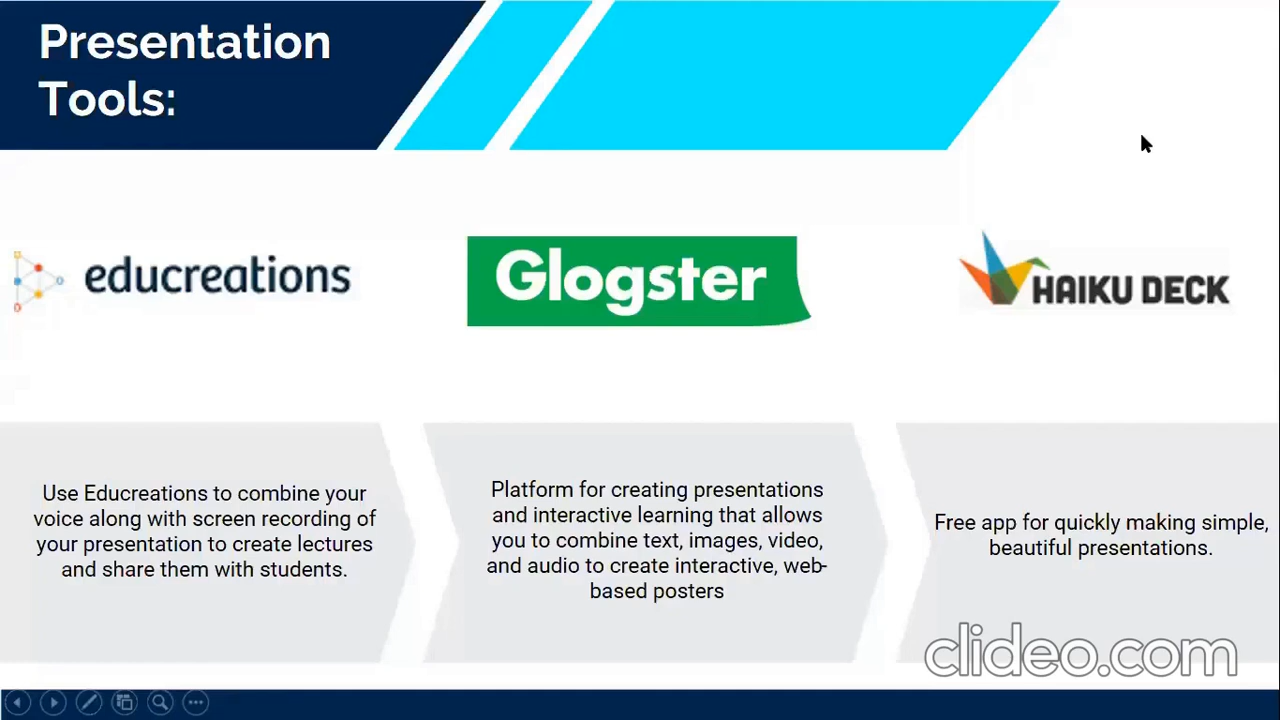 Presentation
Tools:
educreations
Glogster
HAIKU DECK
Use Educreations to combine your
voice along with screen recording of
your presentation to create lectures
and share them with students.
Platform for creating presentations
and interactive learning that allows
you to combine text, images, video,
and audio to create interactive, web-
based posters
Free app for quickly making simple,
beautiful presentations.
clideo.com